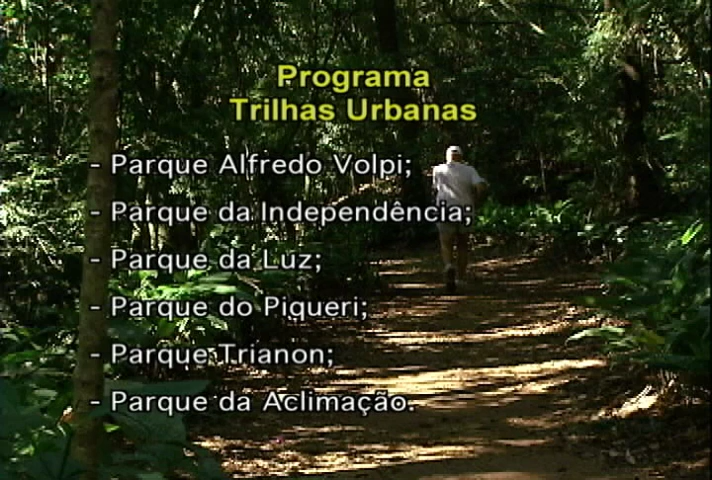 Programa
Trilhas Urbanas
- Parque Alfredo Volpi;
- Parque da Independência;
- Parque da Luz;
- Parque do Piqueri;
- Parque Trianon;
- Parque da Aclimação.